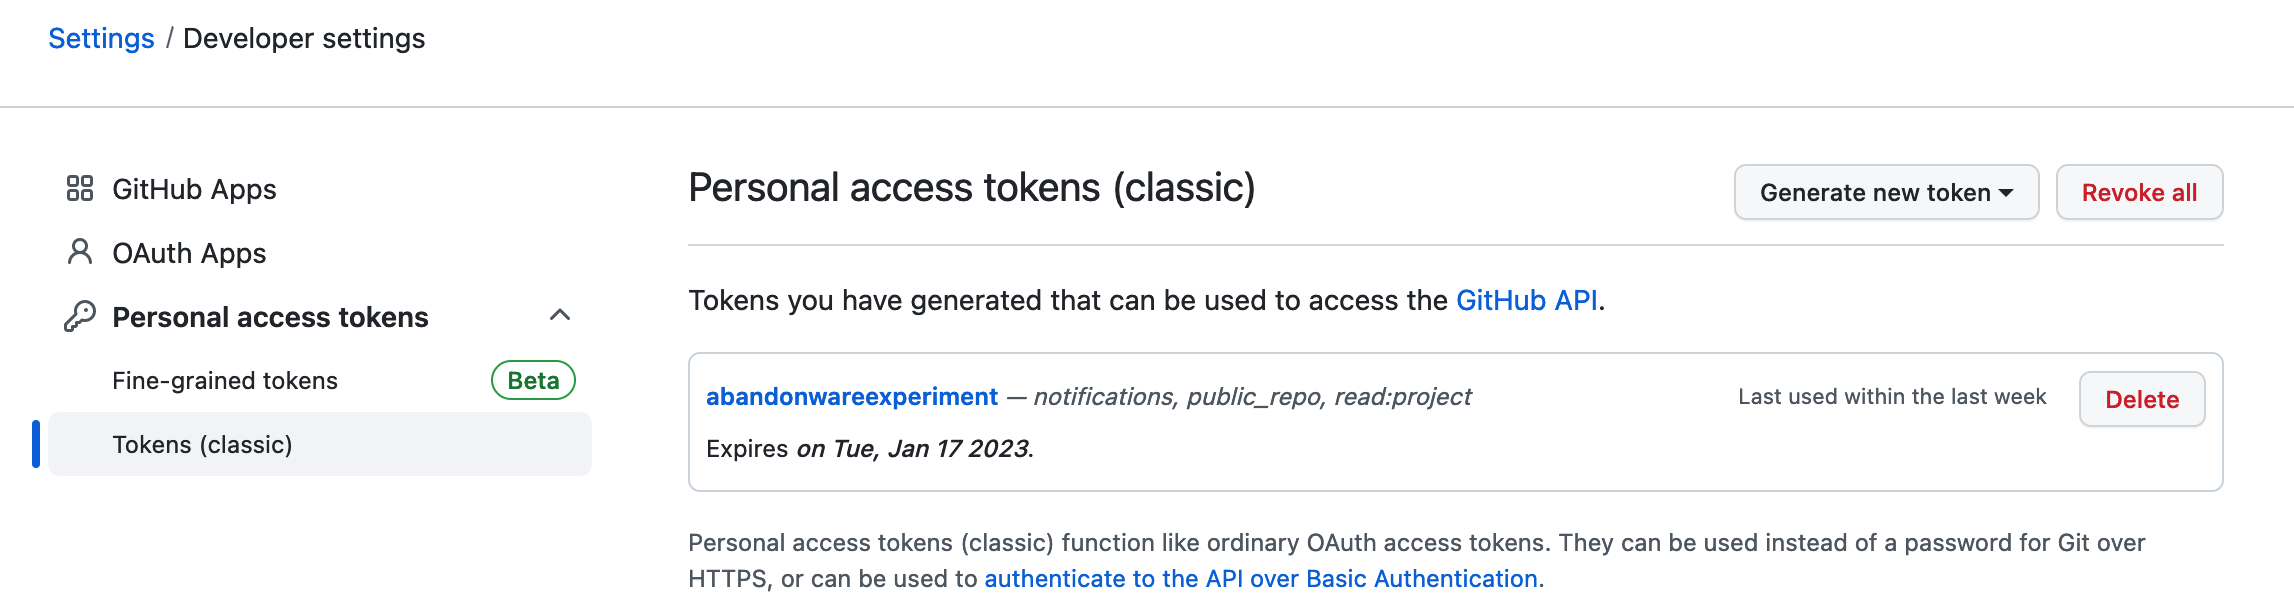 Settings / Developer settings
GitHub Apps
OAuth Apps
Personal access tokens
Fine-grained tokens Beta
Tokens (classic)
Personal access tokens (classic)
Generate new token
Revoke all
Tokens you have generated that can be used to access the GitHub API.
abandonwareexperiment — notifications, public_repo, read:project
Last used within the last week
Delete
Expires on Tue, Jan 17 2023.
Personal access tokens (classic) function like ordinary OAuth access tokens. They can be used instead of a password for Git over
HTTPS, or can be used to authenticate to the API over Basic Authentication.